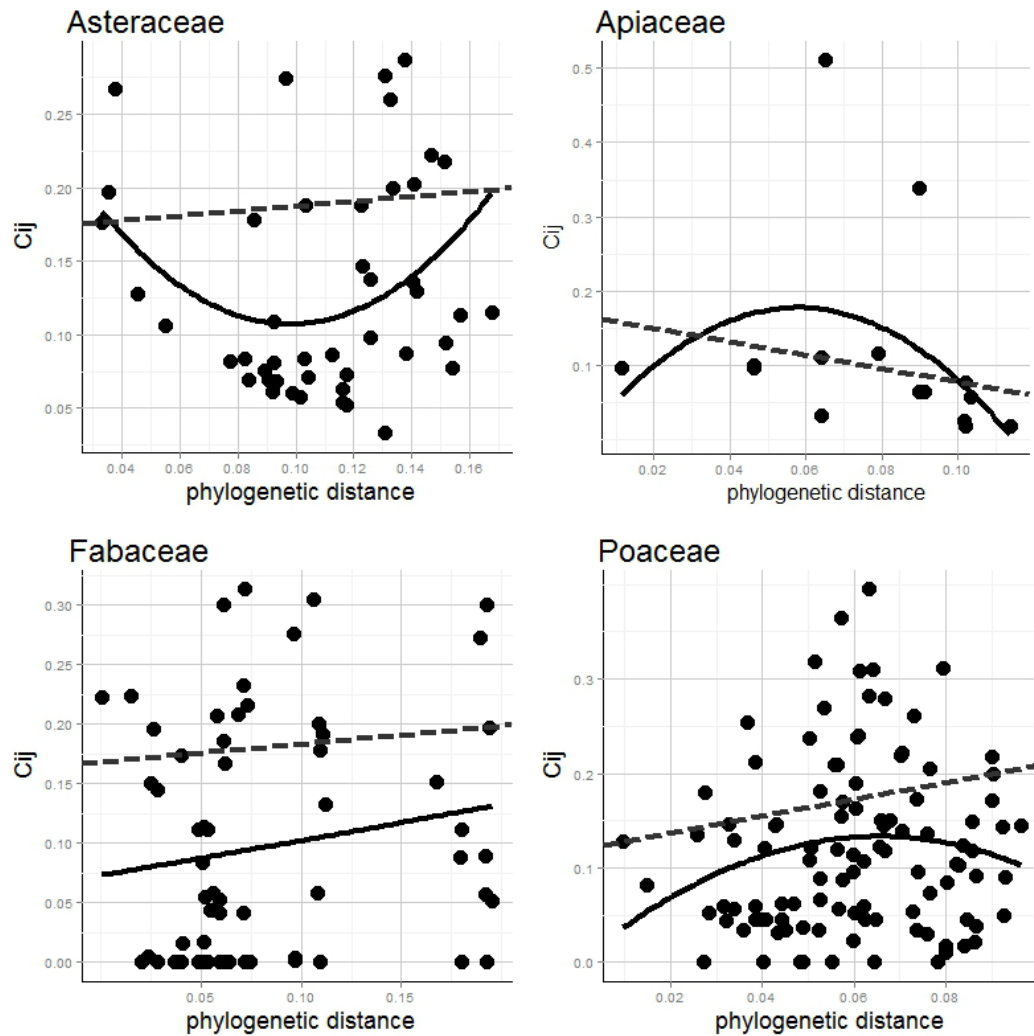 Asteraceae
Cij
0.25
0.20
0.15
0.10
0.05
0.04 0.06 0.08 0.10 0.12 0.14 0.16
phylogenetic distance
Apiaceae
Cij
0.5
0.4
0.3
0.2
0.1
0.02 0.04 0.06 0.08 0.10
phylogenetic distance
Fabaceae
Cij
0.30
0.25
0.20
0.15
0.10
0.05
0.00
0.05 0.10 0.15
phylogenetic distance
Poaceae
Cij
0.3
0.2
0.1
0.0
0.02 0.04 0.06 0.08
phylogenetic distance